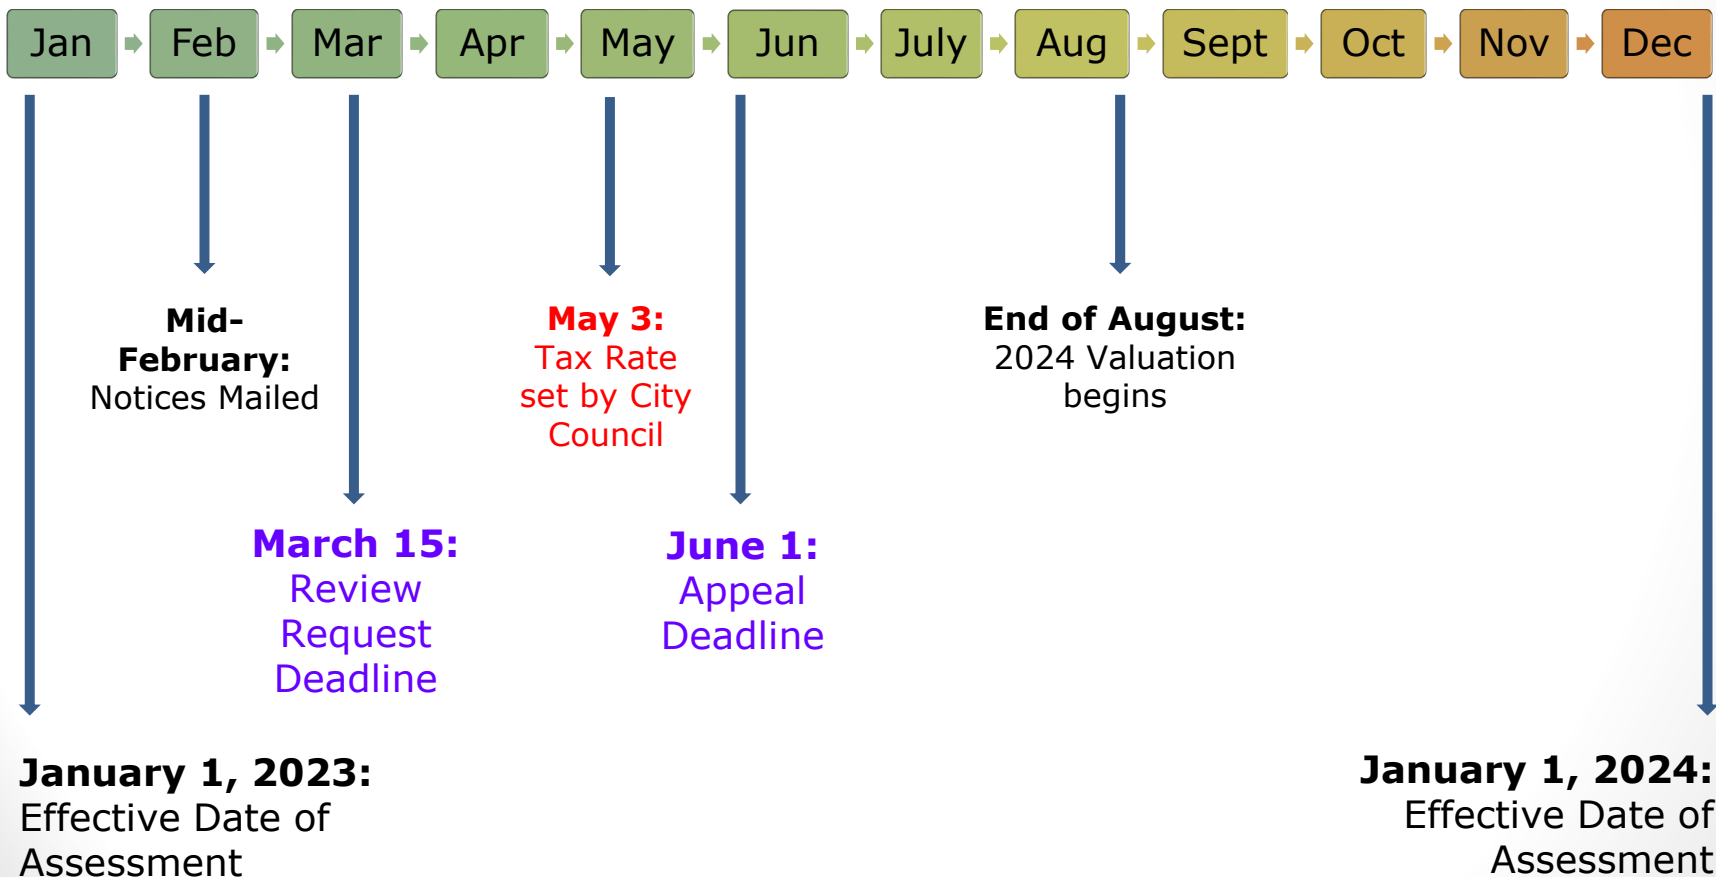 Jan Feb Mar Apr May Jun July Aug Sept Oct Nov Dec
Mid-
February:
Notices Mailed
May 3:
Tax Rate
set by City
Council
End of August:
2024 Valuation
begins
March 15:
Review
Request
Deadline
June 1:
Appeal
Deadline
January 1, 2023:
Effective Date of
Assessment
January 1, 2024:
Effective Date of
Assessment